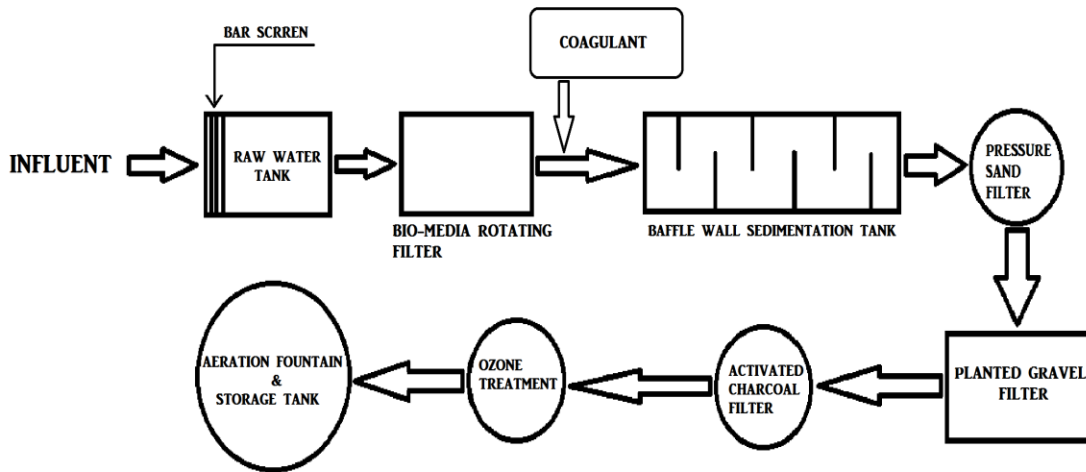 BAR SCRREN
COAGULANT
INFLUENT
RAW WATER
TANK
BIO-MEDIA ROTATING
FILTER
BAFFLE WALL SEDIMENTATION TANK
PRESSURE
SAND
FILTER
PLANTED GRAVEL
FILTER
ACTIVATED
CHARCOAL
FILTER
OZONE
TREATMENT
AERATION FOUNTAIN
&
STORAGE TANK